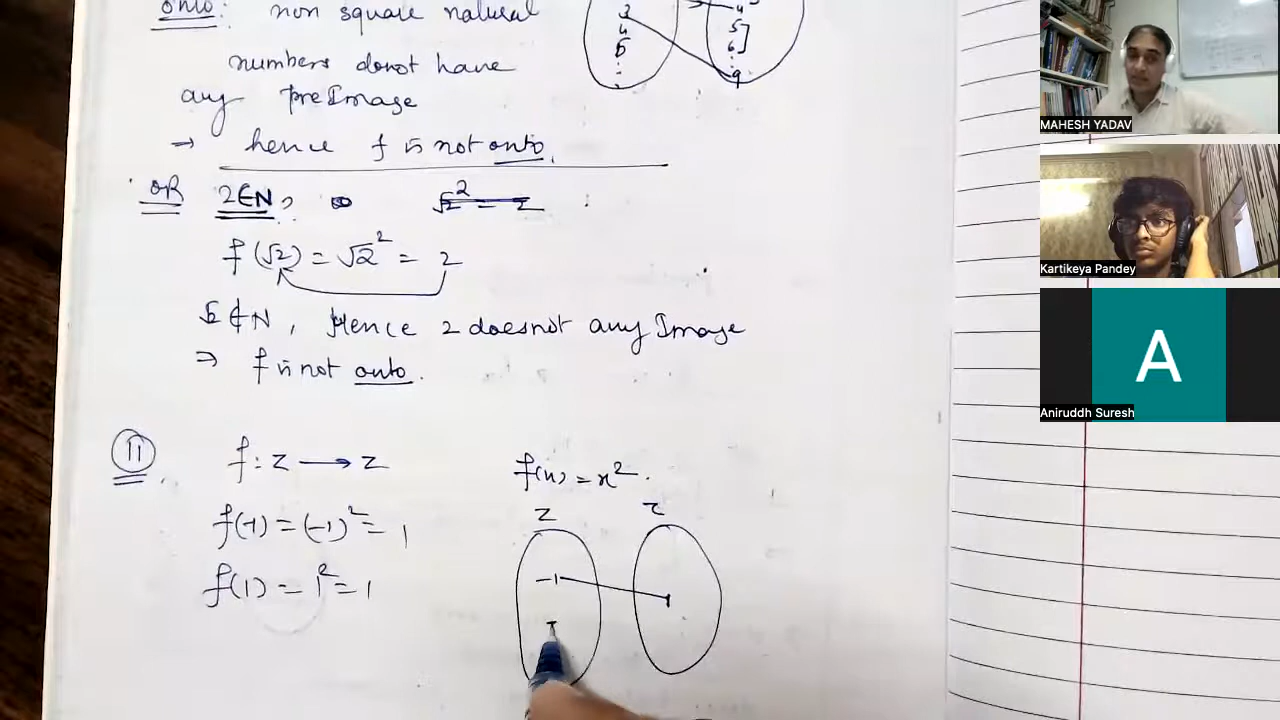 onto: non square natural
numbers donot have
any preImage
→ hence f is not onto.
3
4
5
:
4
5
6
:
9
OR 2∈N, √2² = 2
f(√2) = √2² = 2
√2∉N, Hence 2 doesnot any Image
⇒ f is not onto.
11 f: Z → Z f(x) = x².
f(-1) = (-1)² = 1
f(1) = 1² = 1
Z Z
-1 1
MAHESH YADAV
Kartikeya Pandey
A
Aniruddh Suresh